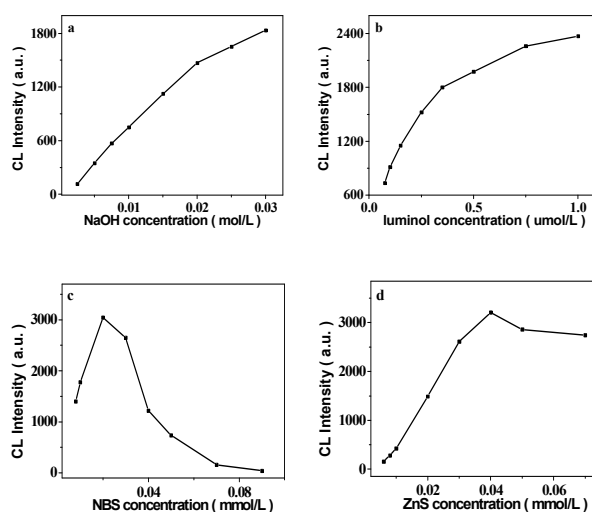 a
CL Intensity ( a.u. )
1800
1200
600
0
0.01
0.02
0.03
NaOH concentration ( mol/L )
b
CL Intensity ( a.u. )
2400
1800
1200
600
0.0
0.5
1.0
luminol concentration ( umol/L )
c
CL Intensity ( a.u. )
3000
2000
1000
0
0.04
0.08
NBS concentration ( mmol/L )
d
CL Intensity ( a.u. )
3000
2000
1000
0
0.02
0.04
0.06
ZnS concentration ( mmol/L )